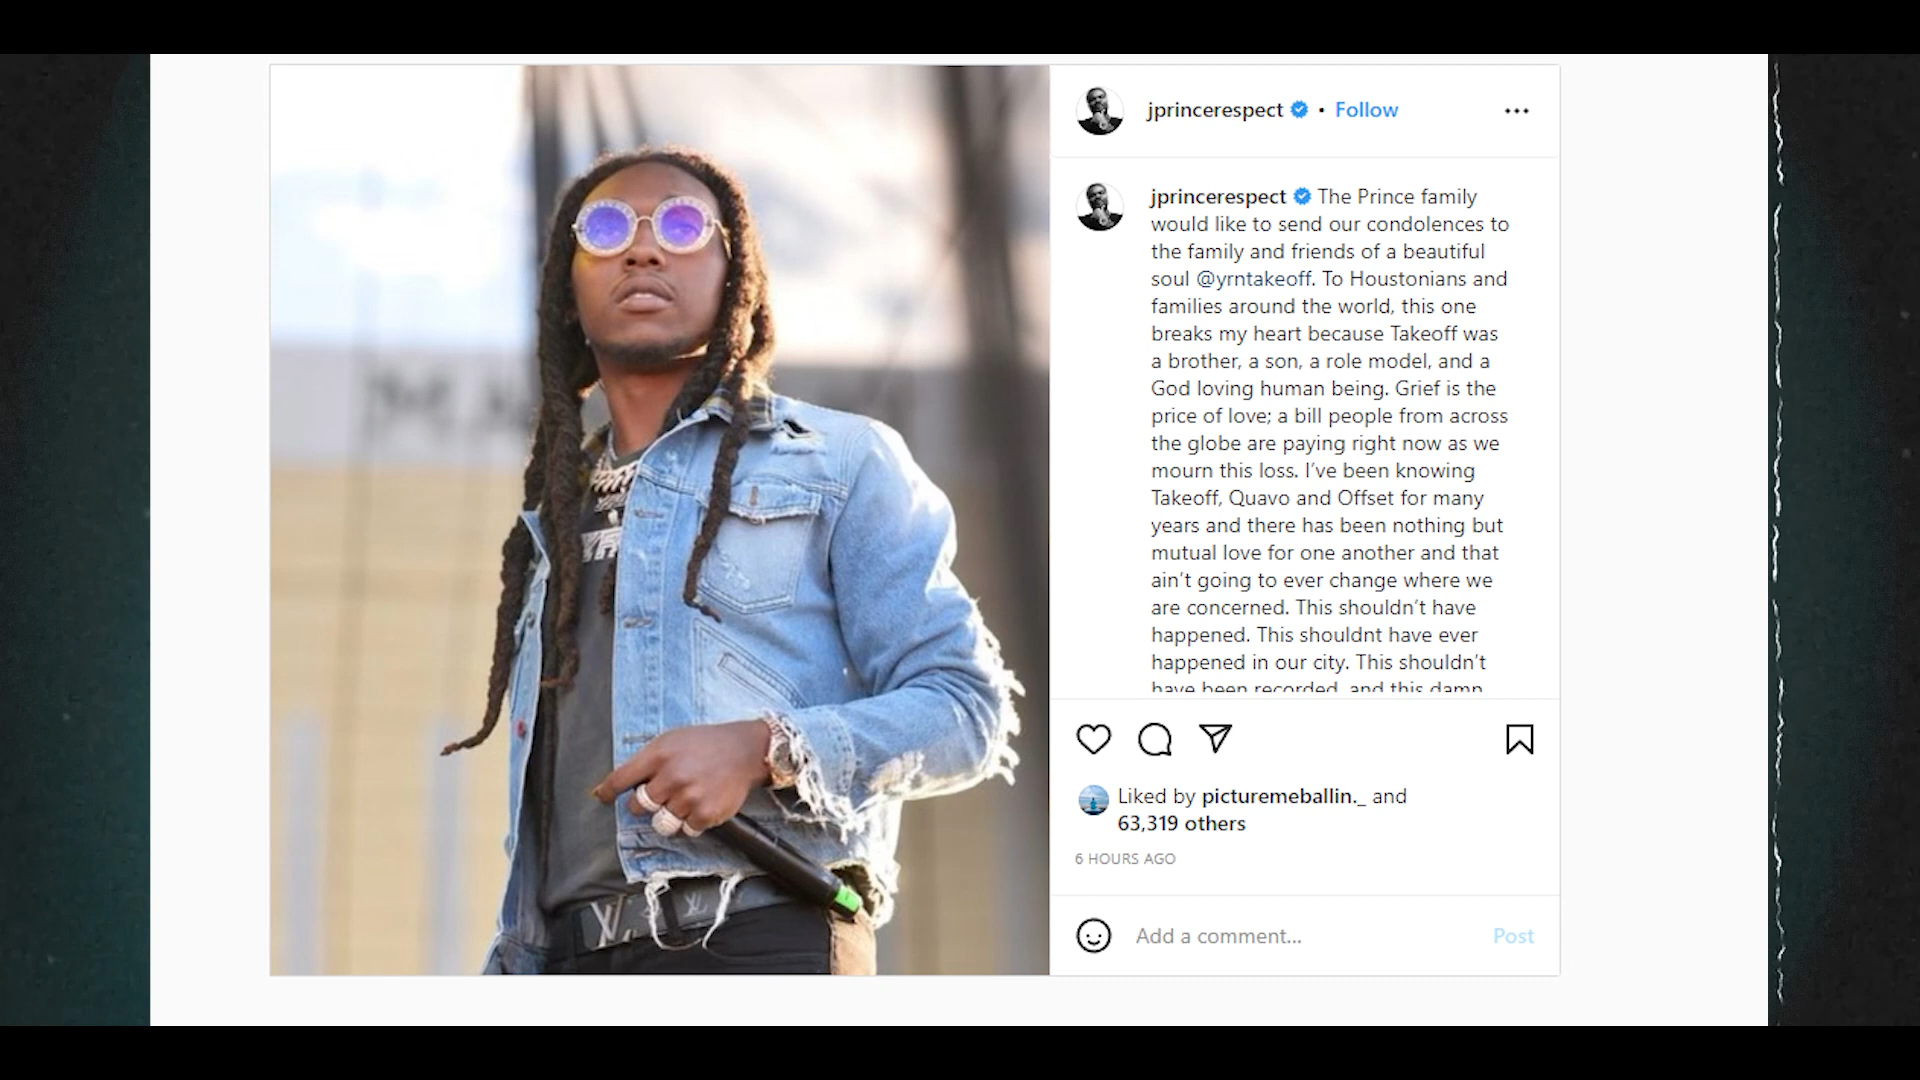 jprincerespect • Follow
jprincerespect The Prince family
would like to send our condolences to
the family and friends of a beautiful
soul @yrntakeoff. To Houstonians and
families around the world, this one
breaks my heart because Takeoff was
a brother, a son, a role model, and a
God loving human being. Grief is the
price of love; a bill people from across
the globe are paying right now as we
mourn this loss. I’ve been knowing
Takeoff, Quavo and Offset for many
years and there has been nothing but
mutual love for one another and that
ain’t going to ever change where we
are concerned. This shouldn’t have
happened. This shouldnt have ever
happened in our city. This shouldn’t
have been recorded, and this damn
Liked by picturemeballin._ and
63,319 others
6 HOURS AGO
Add a comment... Post